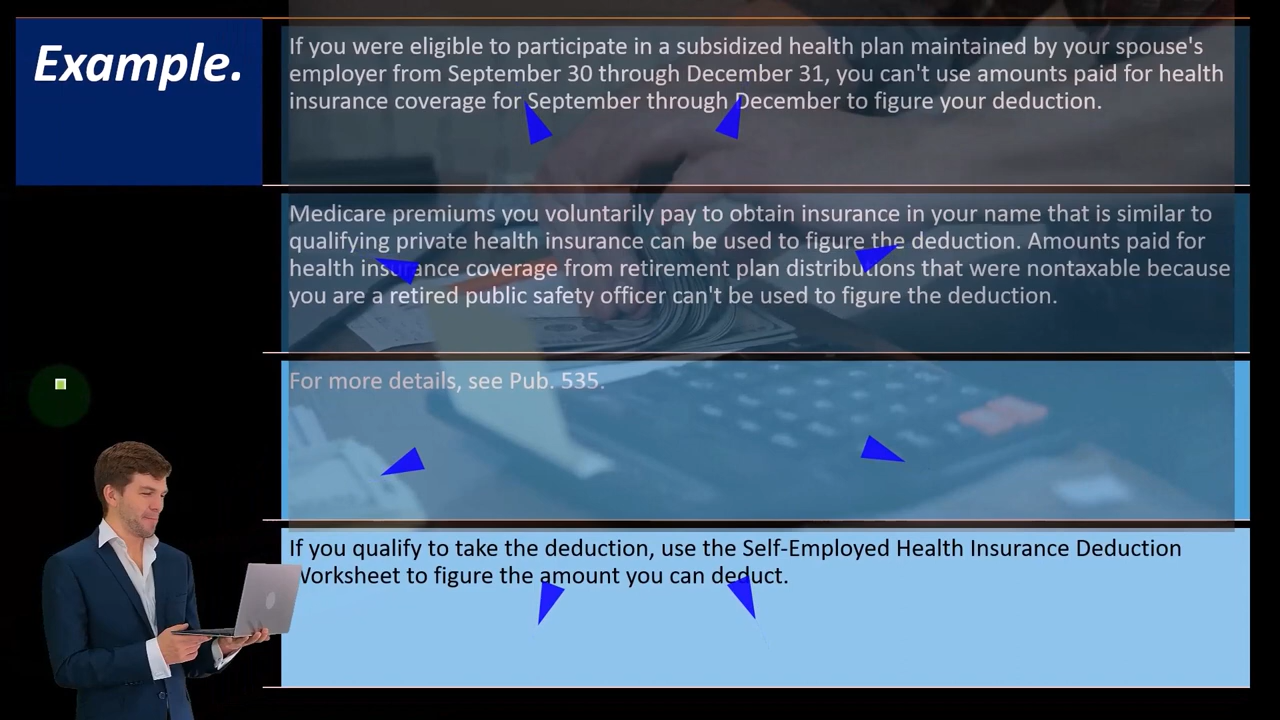 Example.
If you were eligible to participate in a subsidized health plan maintained by your spouse's
employer from September 30 through December 31, you can't use amounts paid for health
insurance coverage for September through December to figure your deduction.
Medicare premiums you voluntarily pay to obtain insurance in your name that is similar to
qualifying private health insurance can be used to figure the deduction. Amounts paid for
health insurance coverage from retirement plan distributions that were nontaxable because
you are a retired public safety officer can't be used to figure the deduction.
For more details, see Pub. 535.
If you qualify to take the deduction, use the Self-Employed Health Insurance Deduction
Worksheet to figure the amount you can deduct.